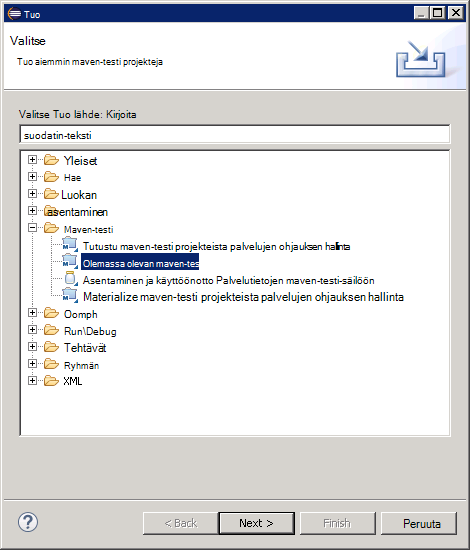 Tuo
Valitse
Tuo aiemmin maven-testi projekteja
Valitse Tuo lähde: Kirjoita
suodatin-teksti
Yleiset
Hae
Luokan
asentaminen
Maven-testi
Tutustu maven-testi projekteista palvelujen ohjauksen hallinta
Olemassa olevan maven-tes
Asentaminen ja käyttöönotto Palvelutietojen maven-testi-säilöön
Materialize maven-testi projekteista palvelujen ohjauksen hallinta
Oomph
Run\Debug
Tehtävät
Ryhmän
XML
?
< Back
Next >
Finish
Peruuta